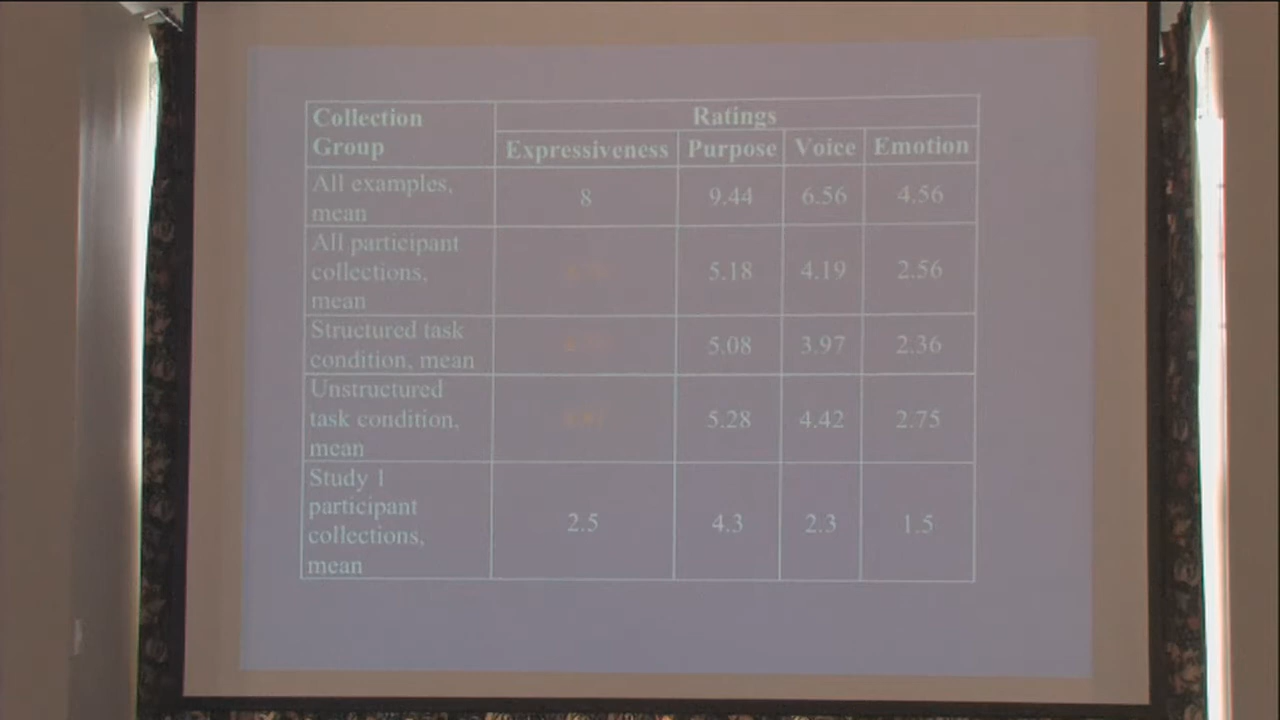 Collection
Group
Ratings
Expressiveness Purpose Voice Emotion
All examples,
mean
8 9.44 6.56 4.56
All participant
collections,
mean
5.18 4.19 2.56
Structured task
condition, mean
5.08 3.97 2.36
Unstructured
task condition,
mean
5.28 4.42 2.75
Study 1
participant
collections,
mean
2.5 4.3 2.3 1.5